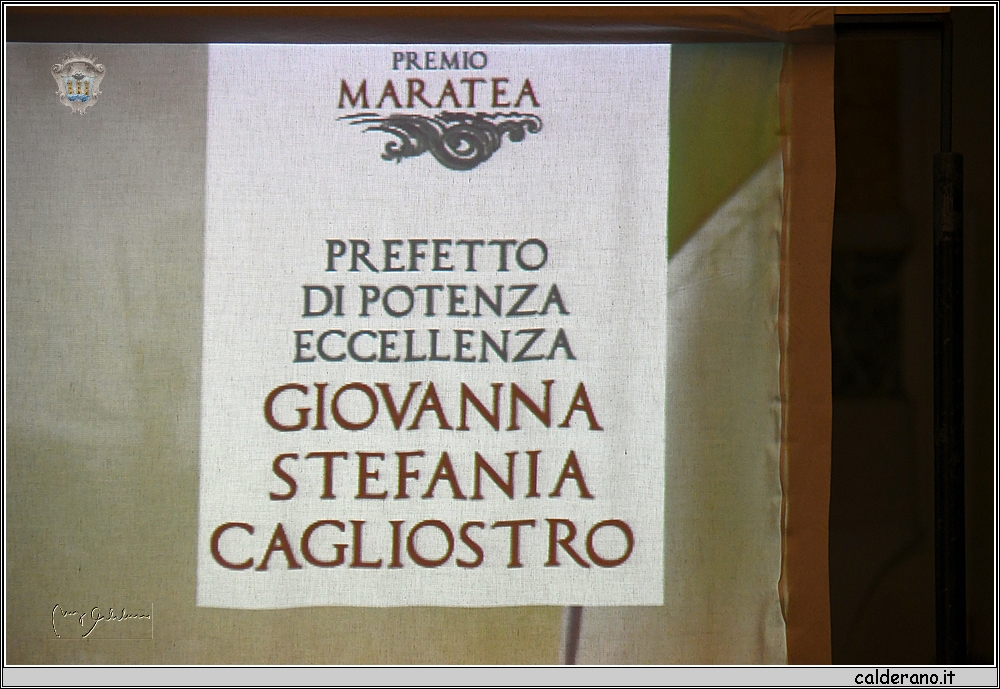 PREMIO
MARATEA
PREFETTO
DI POTENZA
ECCELLENZA
GIOVANNA
STEFANIA
CAGLIOSTRO
calderano.it